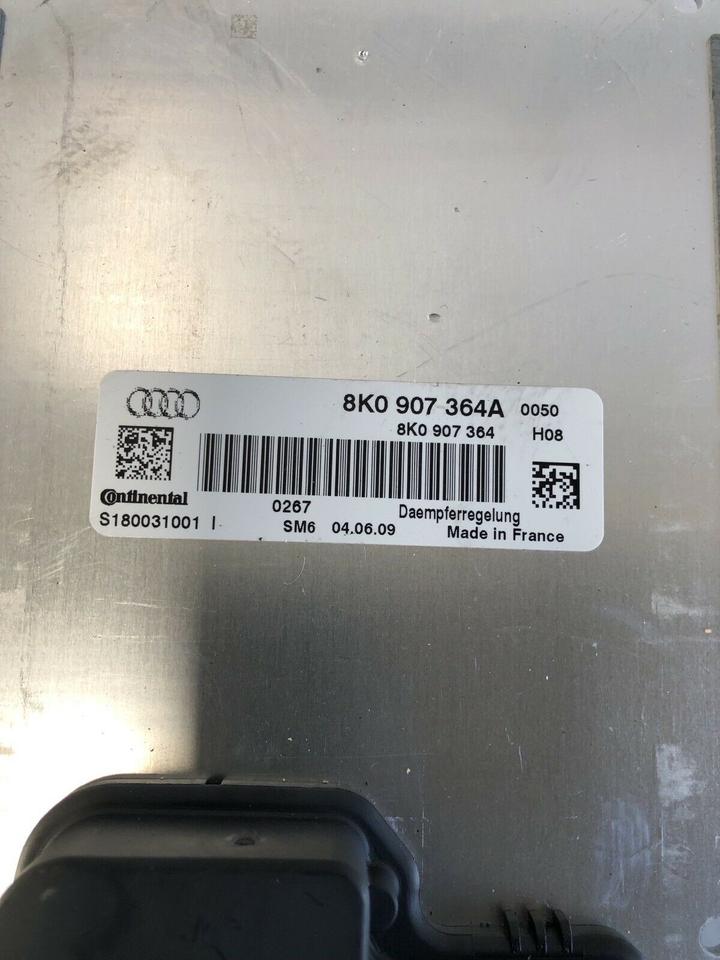 8K0 907 364A 0050
8K0 907 364 H08
Continental
0267 Daempferregelung
S180031001 I SM6 04.06.09 Made in France